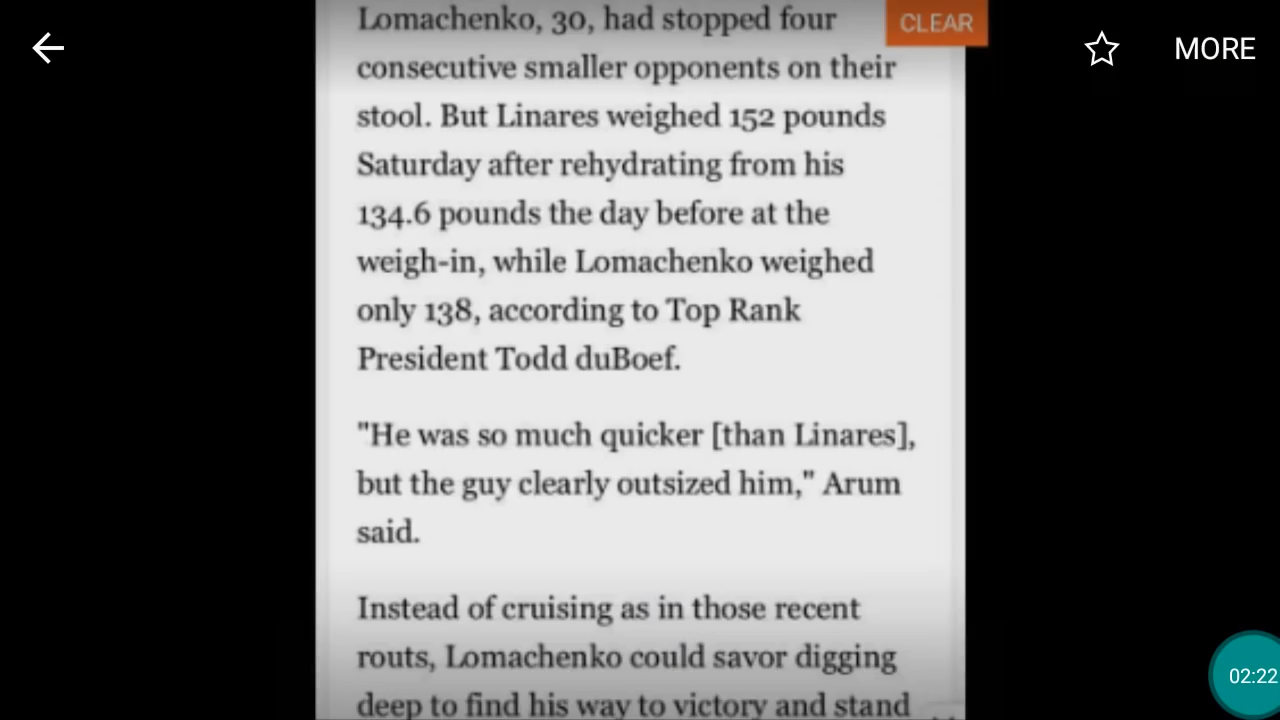 CLEAR
MORE
Lomachenko, 30, had stopped four
consecutive smaller opponents on their
stool. But Linares weighed 152 pounds
Saturday after rehydrating from his
134.6 pounds the day before at the
weigh-in, while Lomachenko weighed
only 138, according to Top Rank
President Todd duBoef.
"He was so much quicker [than Linares],
but the guy clearly outsized him," Arum
said.
Instead of cruising as in those recent
routs, Lomachenko could savor digging
deep to find his way to victory and stand
02:22